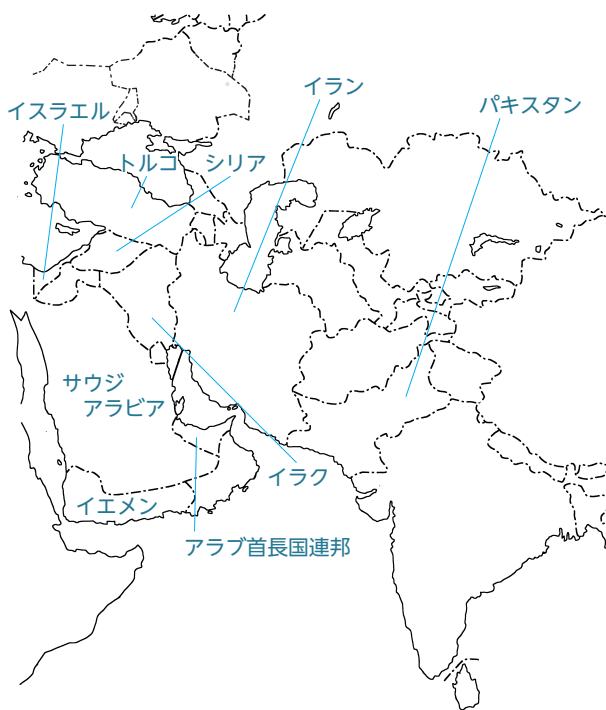 イラン
パキスタン
イスラエル
トルコ
シリア
サウジ
アラビア
イラク
イエメン
アラブ首長国連邦